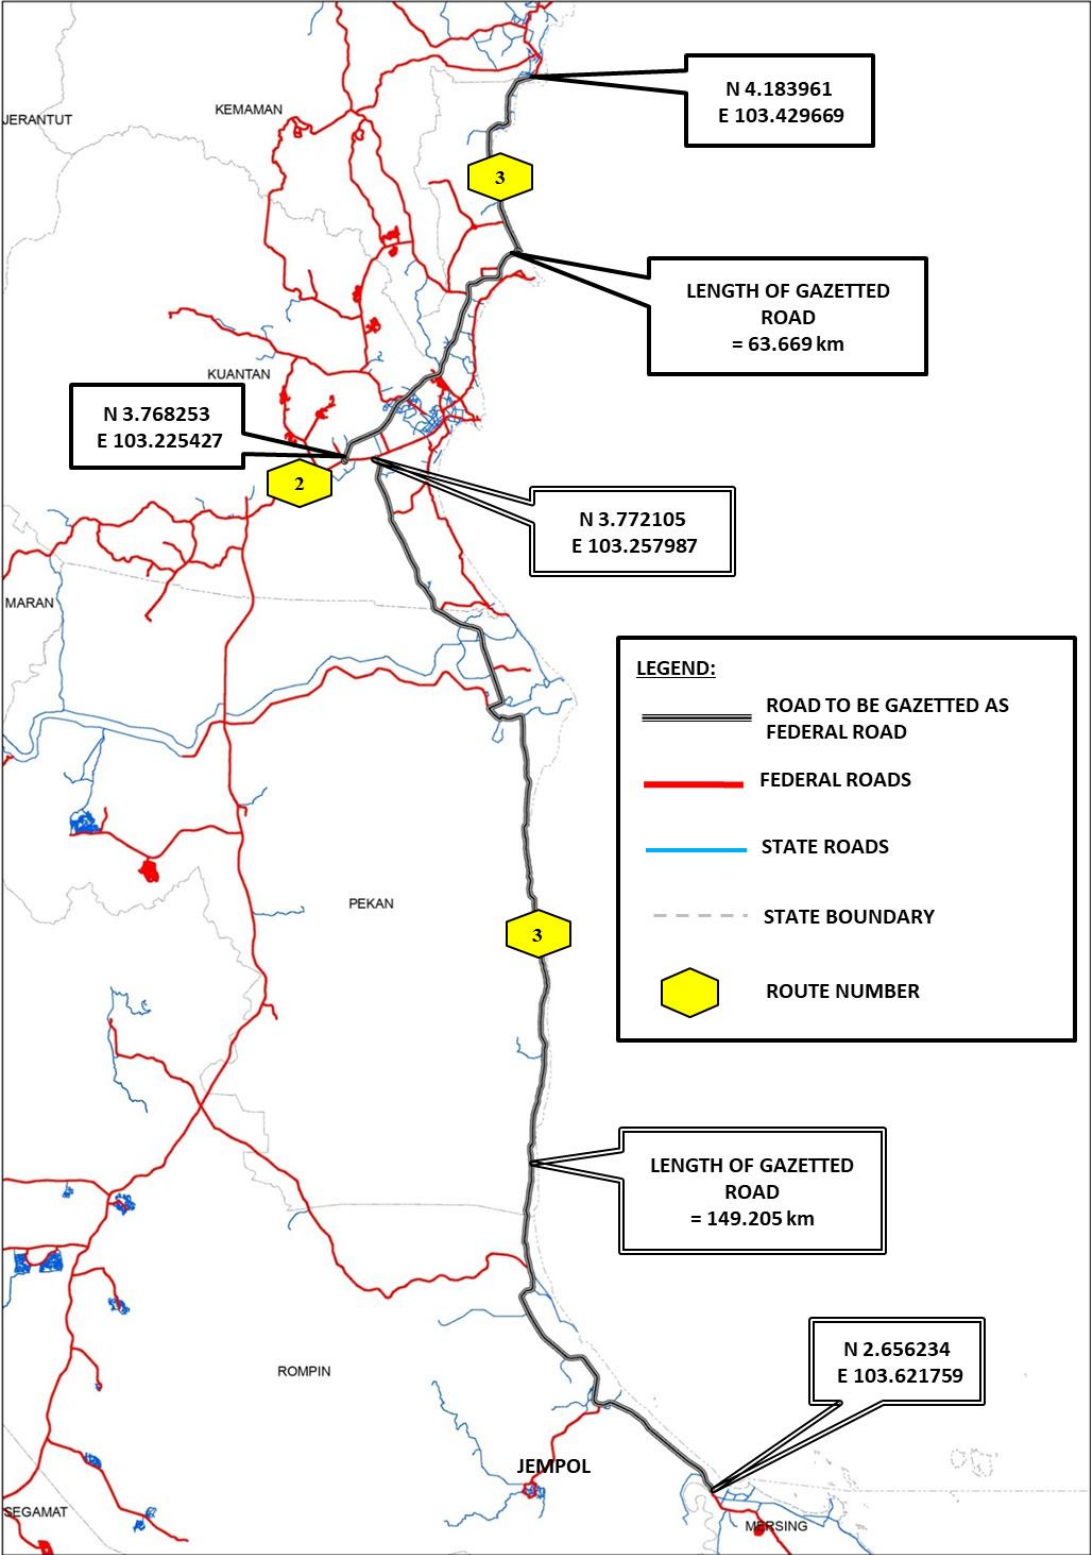 N 4.183961
E 103.429669
KEMAMAN
JERANTUT
3
LENGTH OF GAZETTED
ROAD
= 63.669 km
KUANTAN
N 3.768253
E 103.225427
2
N 3.772105
E 103.257987
MARAN
LEGEND:
ROAD TO BE GAZETTED AS
FEDERAL ROAD
FEDERAL ROADS
STATE ROADS
STATE BOUNDARY
ROUTE NUMBER
PEKAN
3
LENGTH OF GAZETTED
ROAD
= 149.205 km
N 2.656234
E 103.621759
ROMPIN
JEMPOL
SEGAMAT
MERSING